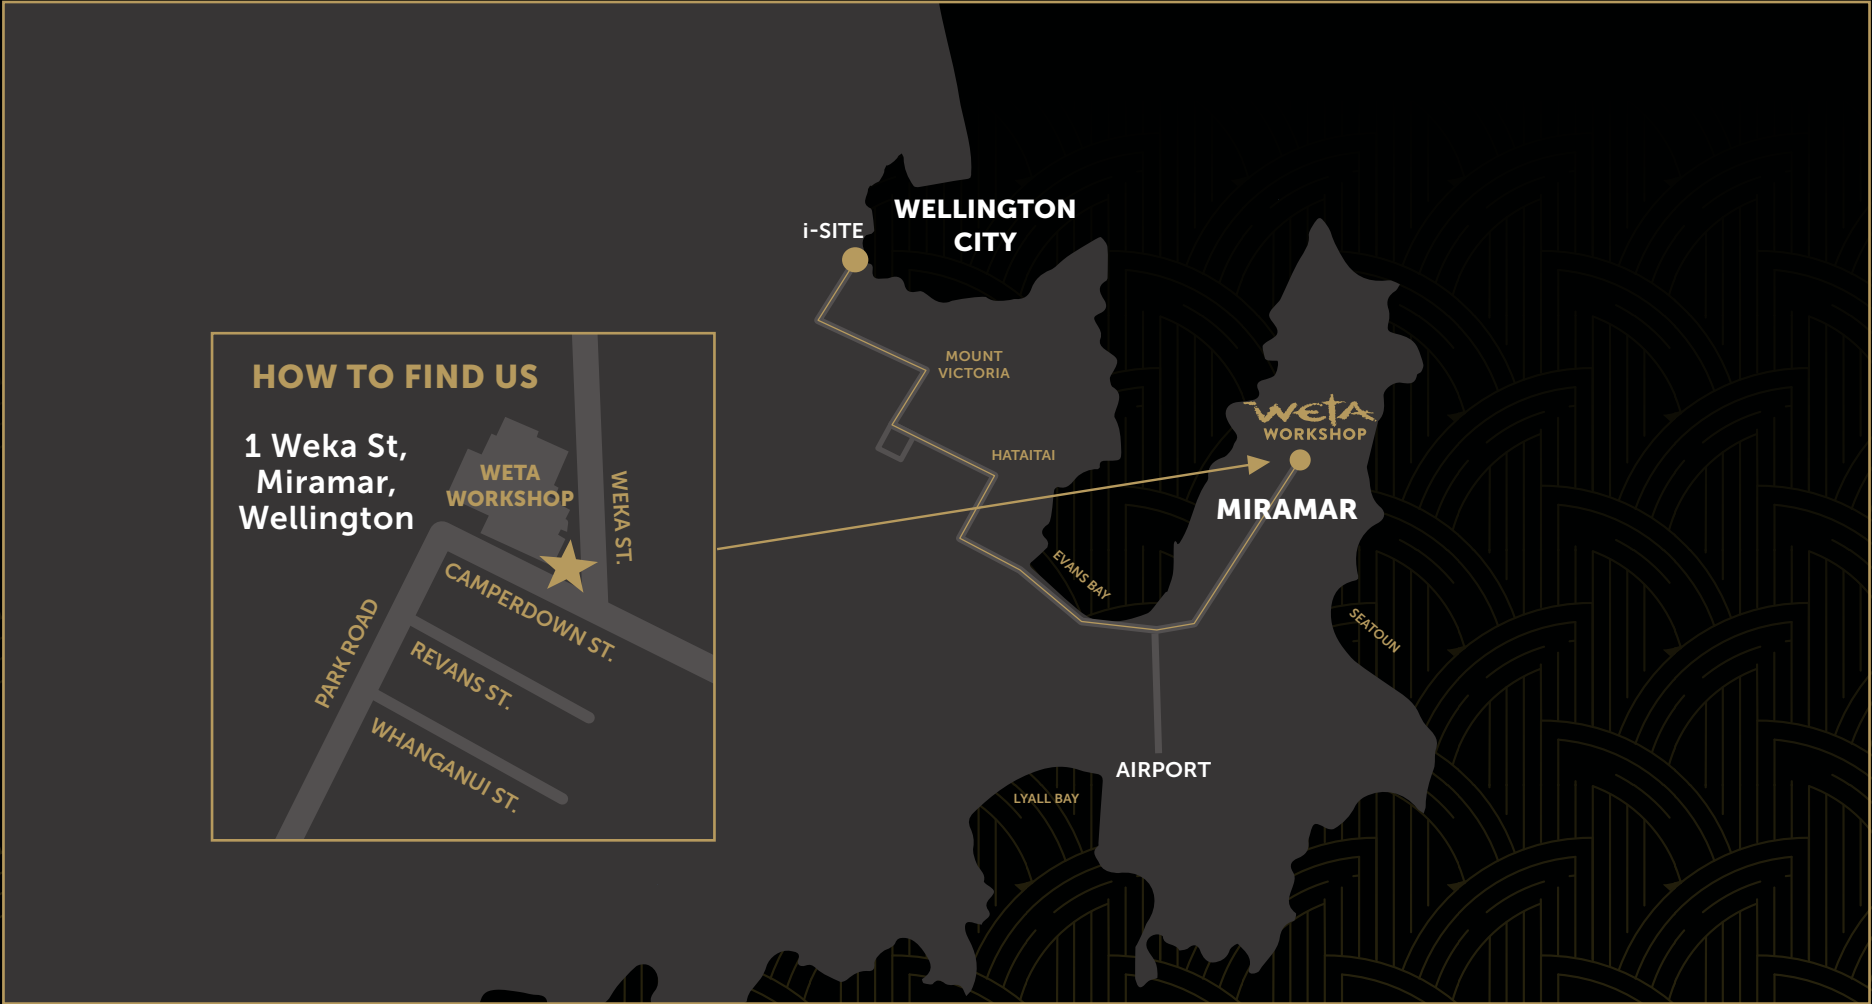 WELLINGTON
CITY
i-SITE
MOUNT
VICTORIA
HATAITAI
WETA
WORKSHOP
MIRAMAR
EVANS BAY
SEATOUN
AIRPORT
LYALL BAY
HOW TO FIND US
1 Weka St,
Miramar,
Wellington
WETA
WORKSHOP
WEKA ST.
CAMPERDOWN ST.
PARK ROAD
REVANS ST.
WHANGANUI ST.